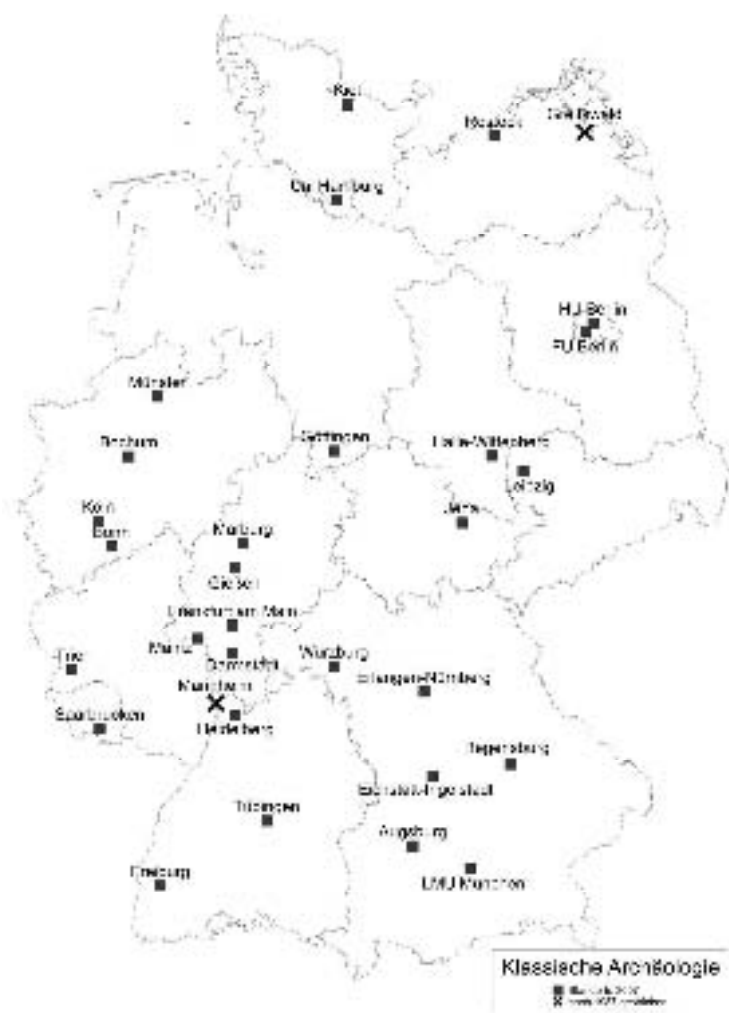 Kiel
Rostock
Greifswald
Uni Hamburg
HU-Berlin
FU Berlin
Münster
Bochum
Göttingen
Halle-Wittenberg
Leipzig
Köln
Bonn
Marburg
Jena
Gießen
Frankfurt am Main
Mainz
Darmstadt
Würzburg
Trier
Mannheim
Erlangen-Nürnberg
Saarbrücken
Heidelberg
Regensburg
Eichstätt-Ingolstadt
Tübingen
Augsburg
Freiburg
LMU München
Klassische Archäologie